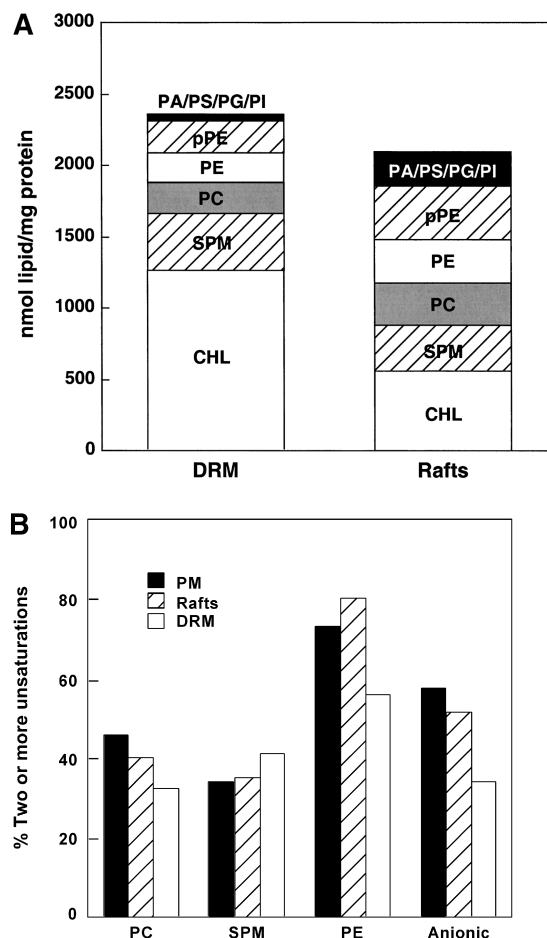 A
3000
2500
2000
1500
1000
500
0
nmol lipid/mg protein
PA/PS/PG/PI
pPE
PE
PC
SPM
CHL
DRM
PA/PS/PG/PI
pPE
PE
PC
SPM
CHL
Rafts
B
100
80
60
40
20
0
% Two or more unsaturations
PM
Rafts
DRM
PC SPM PE Anionic